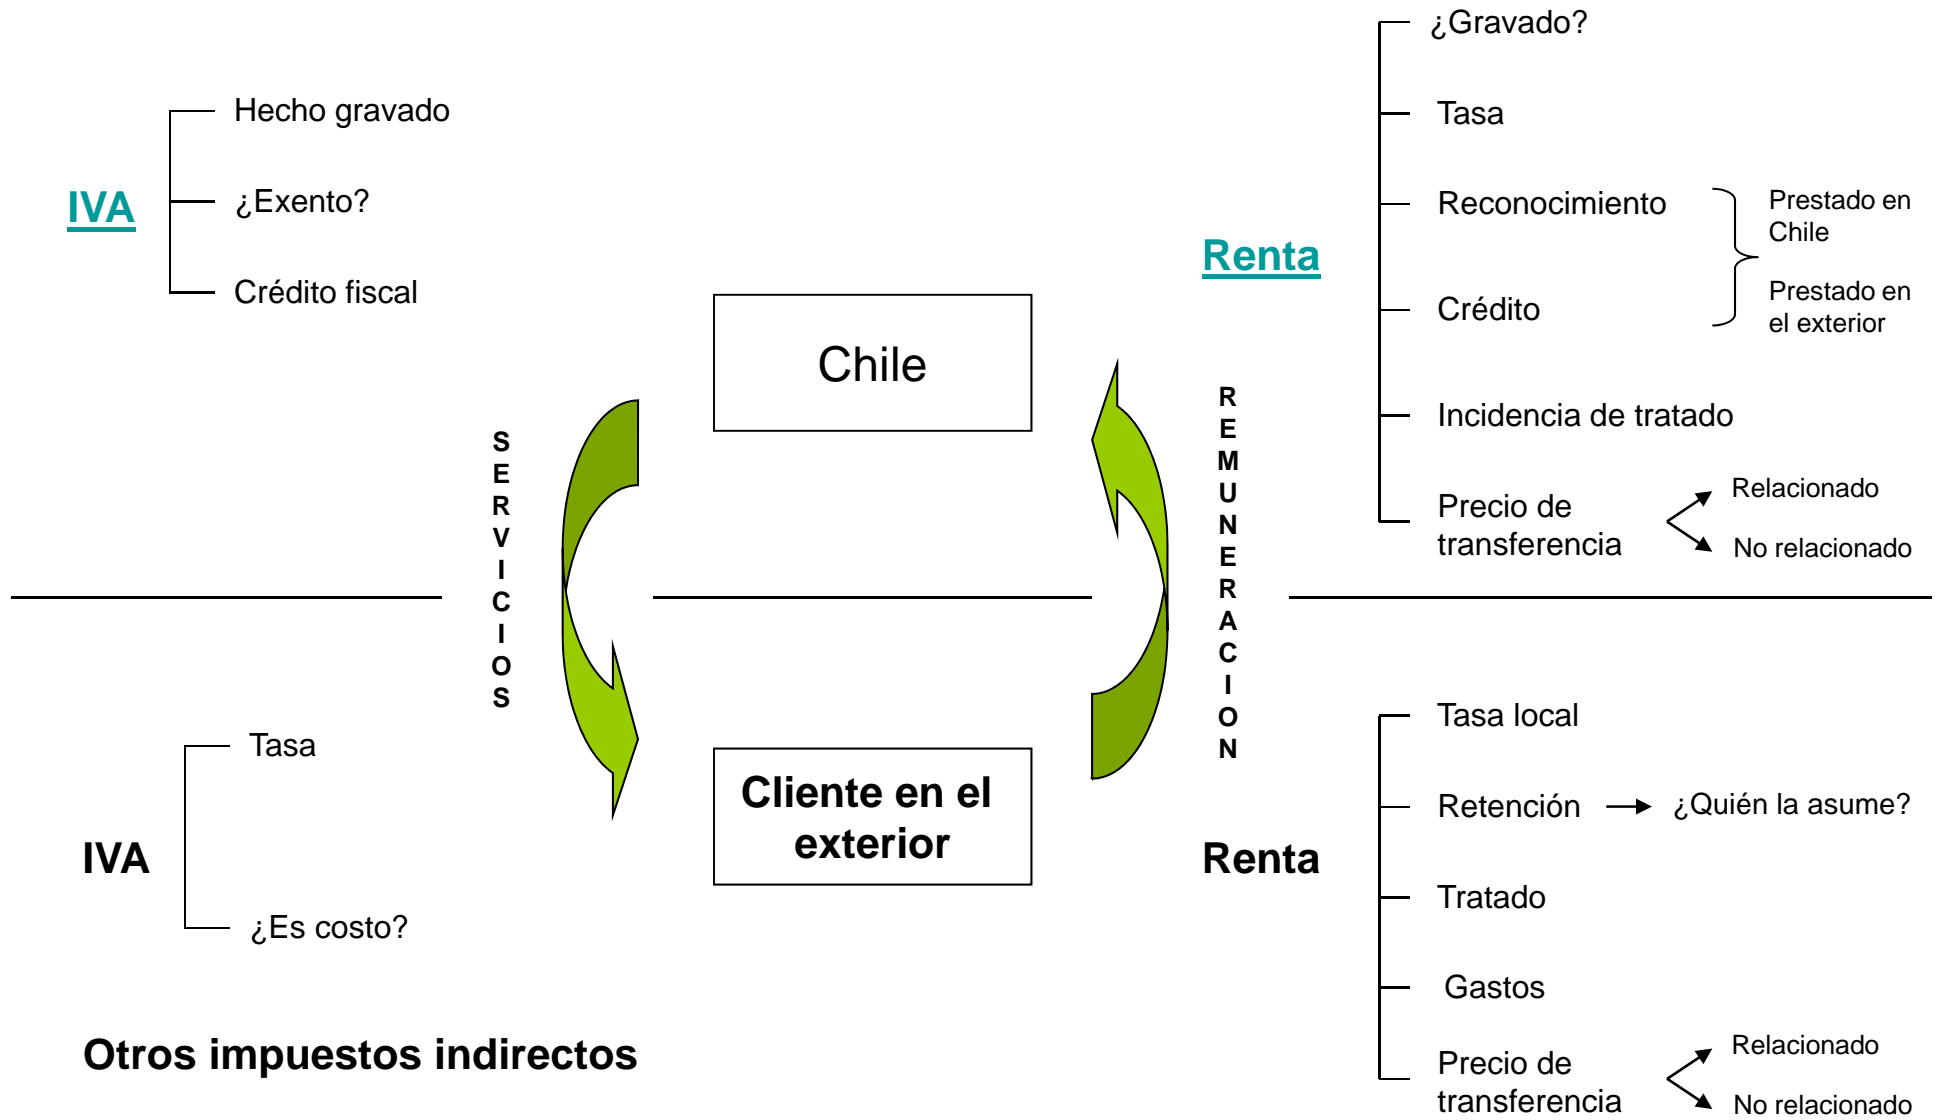 IVA
Hecho gravado
¿Exento?
Crédito fiscal
Chile
Renta
¿Gravado?
Tasa
Reconocimiento
Crédito
Prestado en
Chile
Prestado en
el exterior
Incidencia de tratado
Precio de
transferencia
Relacionado
No relacionado
SERVICIOS
REMUNERACION
IVA
Tasa
¿Es costo?
Cliente en el
exterior
Renta
Tasa local
Retención
¿Quién la asume?
Tratado
Gastos
Precio de
transferencia
Relacionado
No relacionado
Otros impuestos indirectos